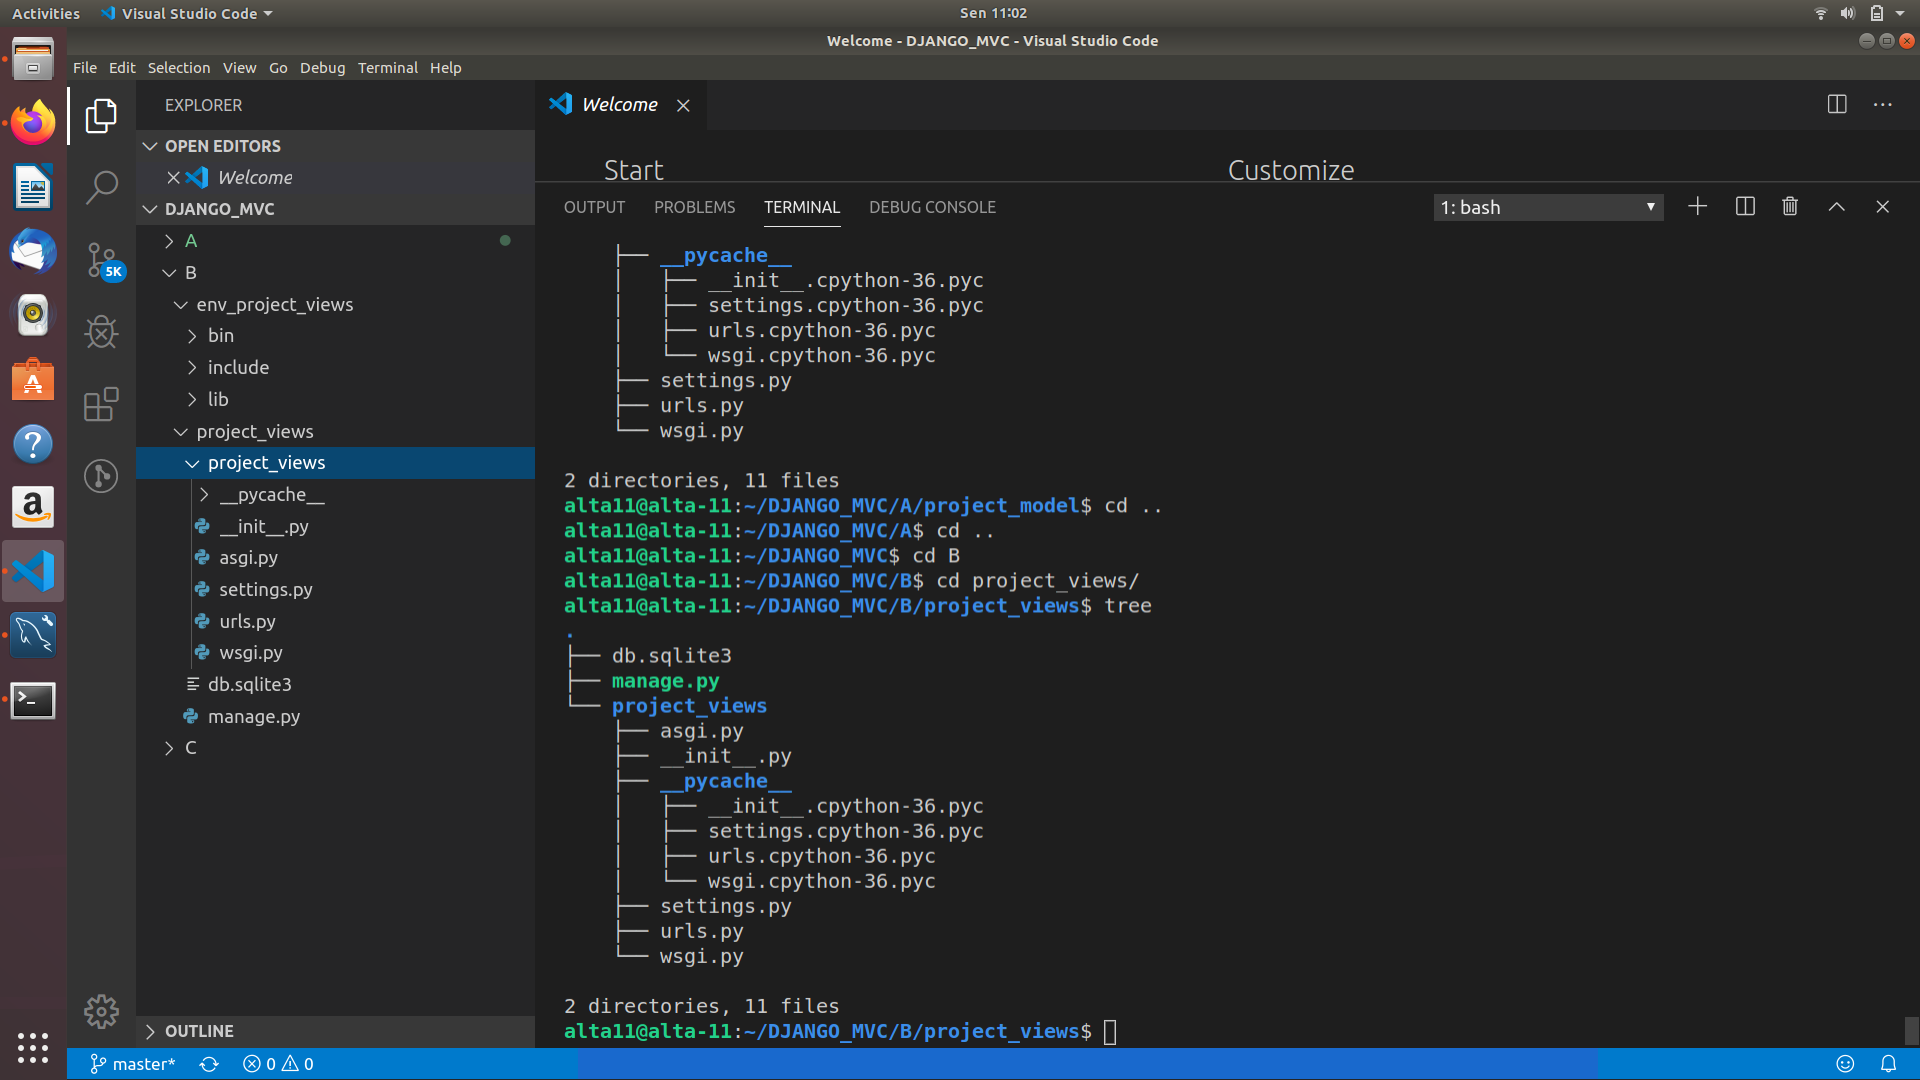 Activities Visual Studio Code Sen 11:02
Welcome - DJANGO_MVC - Visual Studio Code
File Edit Selection View Go Debug Terminal Help
EXPLORER
OPEN EDITORS
Welcome
DJANGO_MVC
A
B
env_project_views
bin
include
lib
project_views
project_views
__pycache__
__init__.py
asgi.py
settings.py
urls.py
wsgi.py
db.sqlite3
manage.py
C
OUTLINE
5K
Welcome
Start Customize
OUTPUT PROBLEMS TERMINAL DEBUG CONSOLE 1: bash
├── __pycache__
│   ├── __init__.cpython-36.pyc
│   ├── settings.cpython-36.pyc
│   ├── urls.cpython-36.pyc
│   └── wsgi.cpython-36.pyc
├── settings.py
├── urls.py
└── wsgi.py
2 directories, 11 files
alta11@alta-11:~/DJANGO_MVC/A/project_model$ cd ..
alta11@alta-11:~/DJANGO_MVC/A$ cd ..
alta11@alta-11:~/DJANGO_MVC$ cd B
alta11@alta-11:~/DJANGO_MVC/B$ cd project_views/
alta11@alta-11:~/DJANGO_MVC/B/project_views$ tree
.
├── db.sqlite3
├── manage.py
└── project_views
    ├── asgi.py
    ├── __init__.py
    ├── __pycache__
    │   ├── __init__.cpython-36.pyc
    │   ├── settings.cpython-36.pyc
    │   ├── urls.cpython-36.pyc
    │   └── wsgi.cpython-36.pyc
    ├── settings.py
    ├── urls.py
    └── wsgi.py
2 directories, 11 files
alta11@alta-11:~/DJANGO_MVC/B/project_views$
master* 0 0